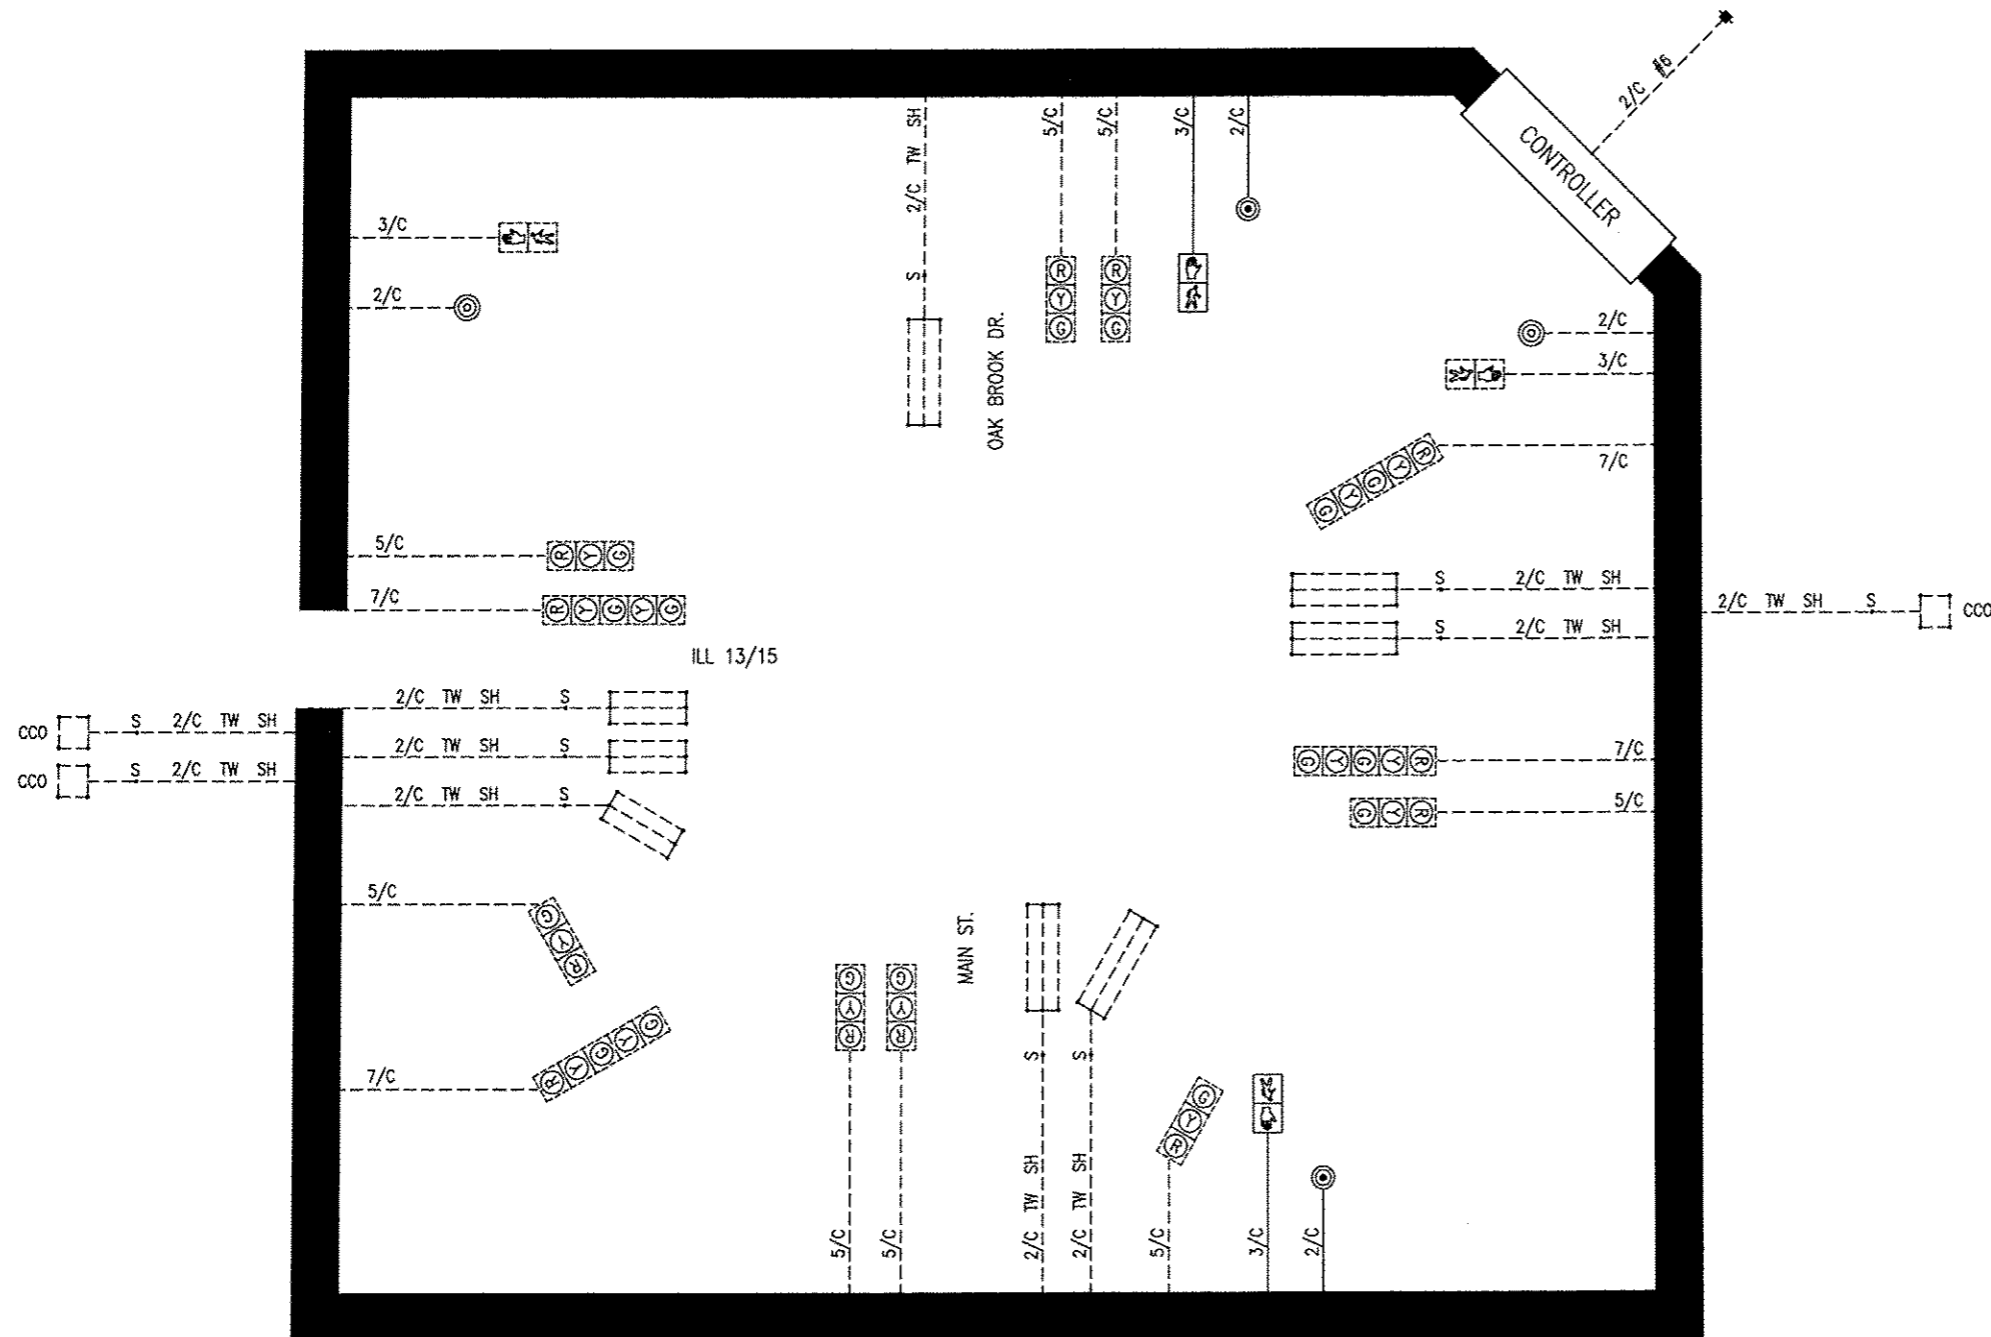 2/C #6
CONTROLLER
2/C TW SH S
5/C
5/C
3/C
2/C
R Y G
R Y G
OAK BROOK DR.
3/C
2/C
2/C
3/C
7/C
R Y G Y G
5/C
R Y G
7/C
R Y G Y G
ILL 13/15
S 2/C TW SH
S 2/C TW SH
2/C TW SH S CCO
2/C TW SH S
2/C TW SH S
2/C TW SH S
CCO S 2/C TW SH
CCO S 2/C TW SH
G Y G Y R 7/C
G Y R 5/C
5/C
G Y R
7/C
R Y G Y G
MAIN ST.
G Y R
G Y R
5/C
5/C
2/C TW SH S
2/C TW SH S
G Y R
5/C
3/C
2/C